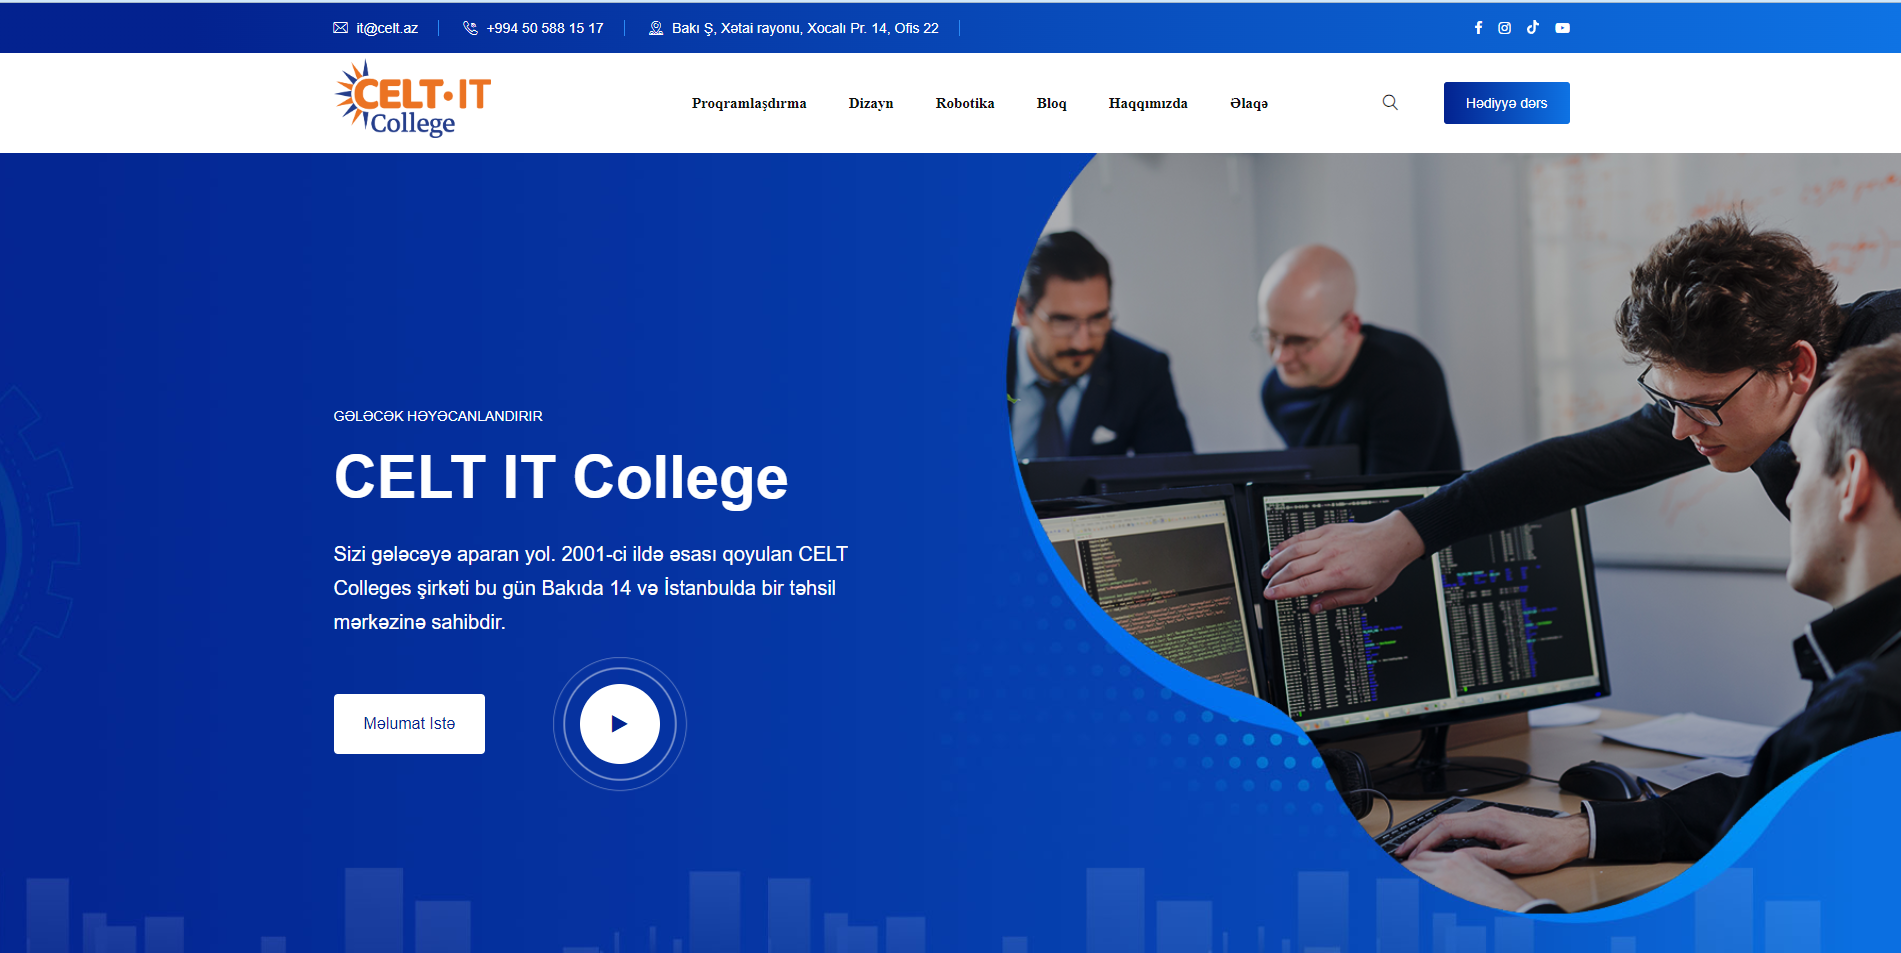 it@celt.az
+994 50 588 15 17
Bakı Ş, Xətai rayonu, Xocalı Pr. 14, Ofis 22
CELT·IT
College
Proqramlaşdırma
Dizayn
Robotika
Bloq
Haqqımızda
Əlaqə
Hədiyyə dərs
GƏLƏCƏK HƏYƏCANLANDIRIR
CELT IT College
Sizi gələcəyə aparan yol. 2001-ci ildə əsası qoyulan CELT
Colleges şirkəti bu gün Bakıda 14 və İstanbulda bir təhsil
mərkəzinə sahibdir.
Məlumat Istə